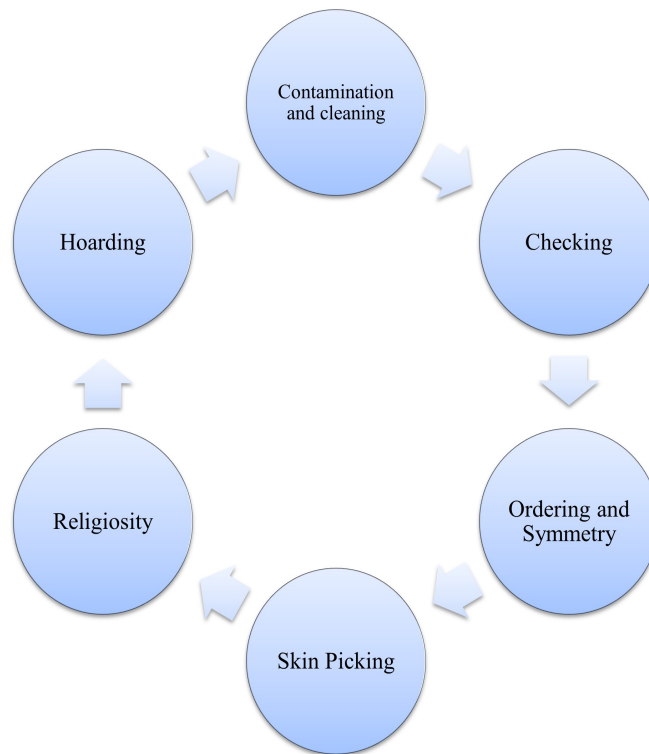 Contamination
and cleaning
Checking
Ordering and
Symmetry
Skin Picking
Religiosity
Hoarding